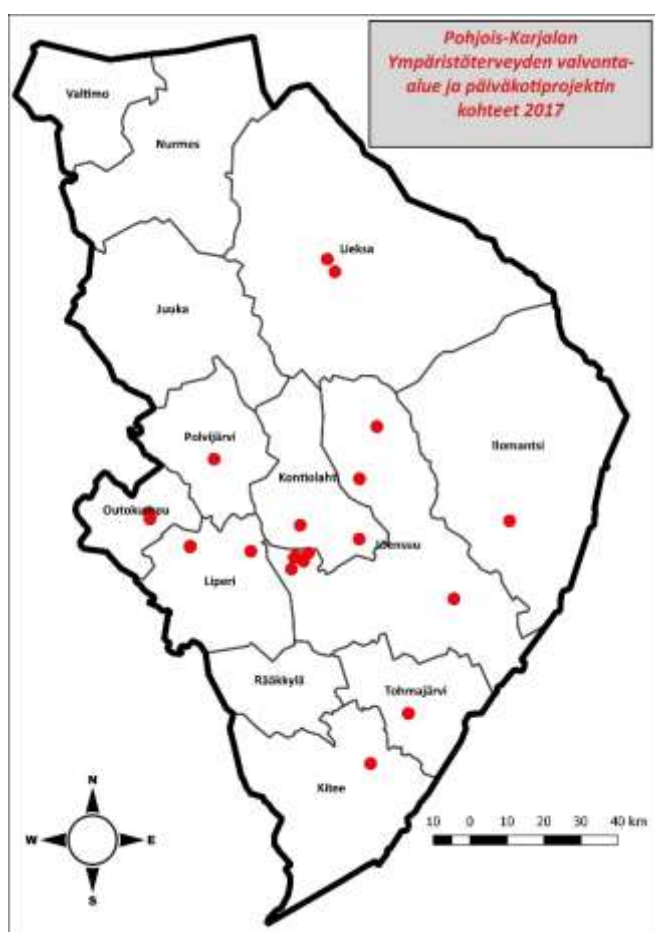 Pohjois-Karjalan
Ympäristöterveyden valvonta-
alue ja päiväkotiprojektin
kohteet 2017
Valtimo
Nurmes
Lieksa
Juuka
Polvijärvi
Ilomantsi
Kontiolahti
Outokumpu
Joensuu
Liperi
Rääkkylä
Tohmajärvi
Kitee
N
W E
S
10 0 10 20 30 40 km